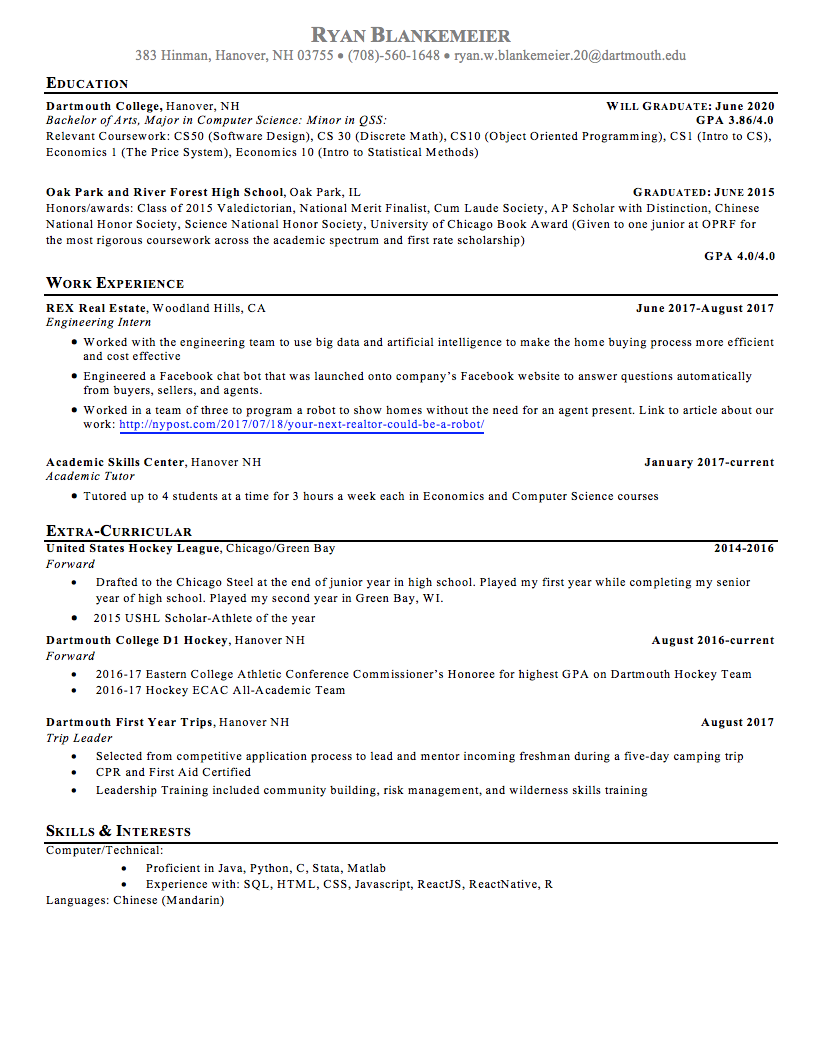 RYAN BLANKEMEIER
383 Hinman, Hanover, NH 03755 • (708)-560-1648 • ryan.w.blankemeier.20@dartmouth.edu
EDUCATION
Dartmouth College, Hanover, NH WILL GRADUATE: June 2020
Bachelor of Arts, Major in Computer Science: Minor in QSS: GPA 3.86/4.0
Relevant Coursework: CS50 (Software Design), CS 30 (Discrete Math), CS10 (Object Oriented Programming), CS1 (Intro to CS),
Economics 1 (The Price System), Economics 10 (Intro to Statistical Methods)
Oak Park and River Forest High School, Oak Park, IL GRADUATED: JUNE 2015
Honors/awards: Class of 2015 Valedictorian, National Merit Finalist, Cum Laude Society, AP Scholar with Distinction, Chinese
National Honor Society, Science National Honor Society, University of Chicago Book Award (Given to one junior at OPRF for
the most rigorous coursework across the academic spectrum and first rate scholarship)
GPA 4.0/4.0
WORK EXPERIENCE
REX Real Estate, Woodland Hills, CA June 2017-August 2017
Engineering Intern
• Worked with the engineering team to use big data and artificial intelligence to make the home buying process more efficient
and cost effective
• Engineered a Facebook chat bot that was launched onto company's Facebook website to answer questions automatically
from buyers, sellers, and agents.
• Worked in a team of three to program a robot to show homes without the need for an agent present. Link to article about our
work: http://nypost.com/2017/07/18/your-next-realtor-could-be-a-robot/
Academic Skills Center, Hanover NH January 2017-current
Academic Tutor
• Tutored up to 4 students at a time for 3 hours a week each in Economics and Computer Science courses
EXTRA-CURRICULAR
United States Hockey League, Chicago/Green Bay 2014-2016
Forward
• Drafted to the Chicago Steel at the end of junior year in high school. Played my first year while completing my senior
year of high school. Played my second year in Green Bay, WI.
• 2015 USHL Scholar-Athlete of the year
Dartmouth College D1 Hockey, Hanover NH August 2016-current
Forward
• 2016-17 Eastern College Athletic Conference Commissioner's Honoree for highest GPA on Dartmouth Hockey Team
• 2016-17 Hockey ECAC All-Academic Team
Dartmouth First Year Trips, Hanover NH August 2017
Trip Leader
• Selected from competitive application process to lead and mentor incoming freshman during a five-day camping trip
• CPR and First Aid Certified
• Leadership Training included community building, risk management, and wilderness skills training
SKILLS & INTERESTS
Computer/Technical:
• Proficient in Java, Python, C, Stata, Matlab
• Experience with: SQL, HTML, CSS, Javascript, ReactJS, ReactNative, R
Languages: Chinese (Mandarin)